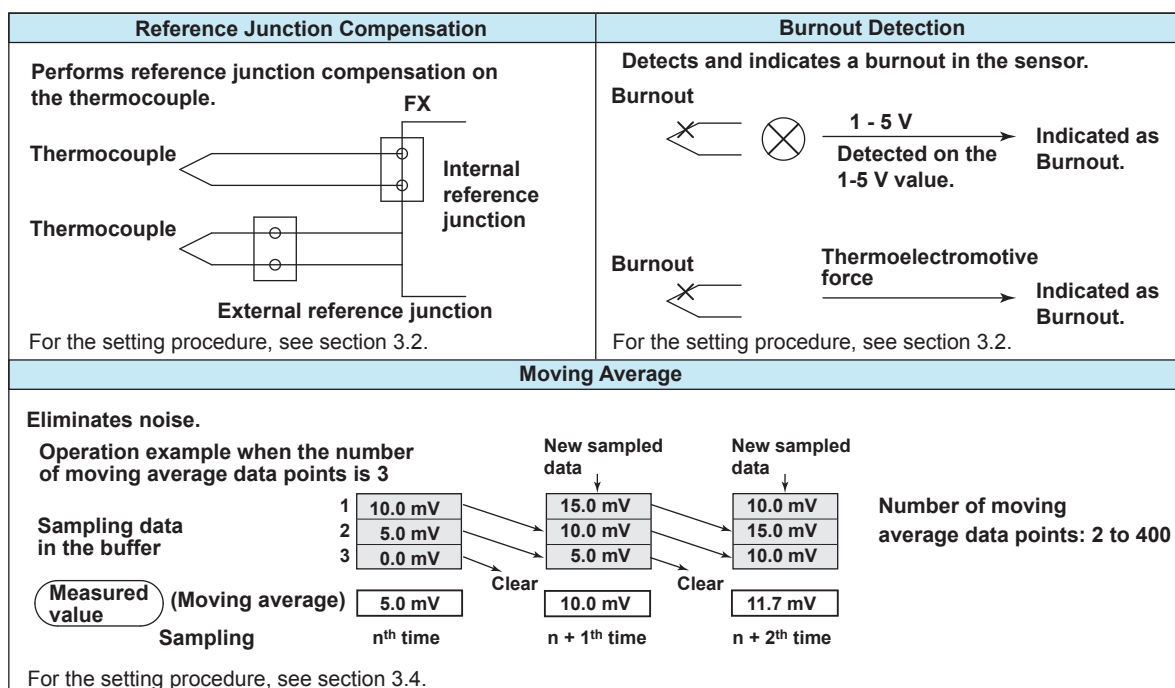 Reference Junction Compensation
Performs reference junction compensation on
the thermocouple.
FX
Thermocouple
Internal
reference
junction
Thermocouple
External reference junction
For the setting procedure, see section 3.2.
Burnout Detection
Detects and indicates a burnout in the sensor.
Burnout
1 - 5 V
Detected on the
1-5 V value.
Indicated as
Burnout.
Burnout
Thermoelectromotive
force
Indicated as
Burnout.
For the setting procedure, see section 3.2.
Moving Average
Eliminates noise.
Operation example when the number
of moving average data points is 3
New sampled
data
New sampled
data
Sampling data
in the buffer
1 10.0 mV 15.0 mV 10.0 mV
2 5.0 mV 10.0 mV 15.0 mV
3 0.0 mV 5.0 mV 10.0 mV
Number of moving
average data points: 2 to 400
Clear Clear
Measured
value
(Moving average) 5.0 mV 10.0 mV 11.7 mV
Sampling nth time n + 1th time n + 2th time
For the setting procedure, see section 3.4.